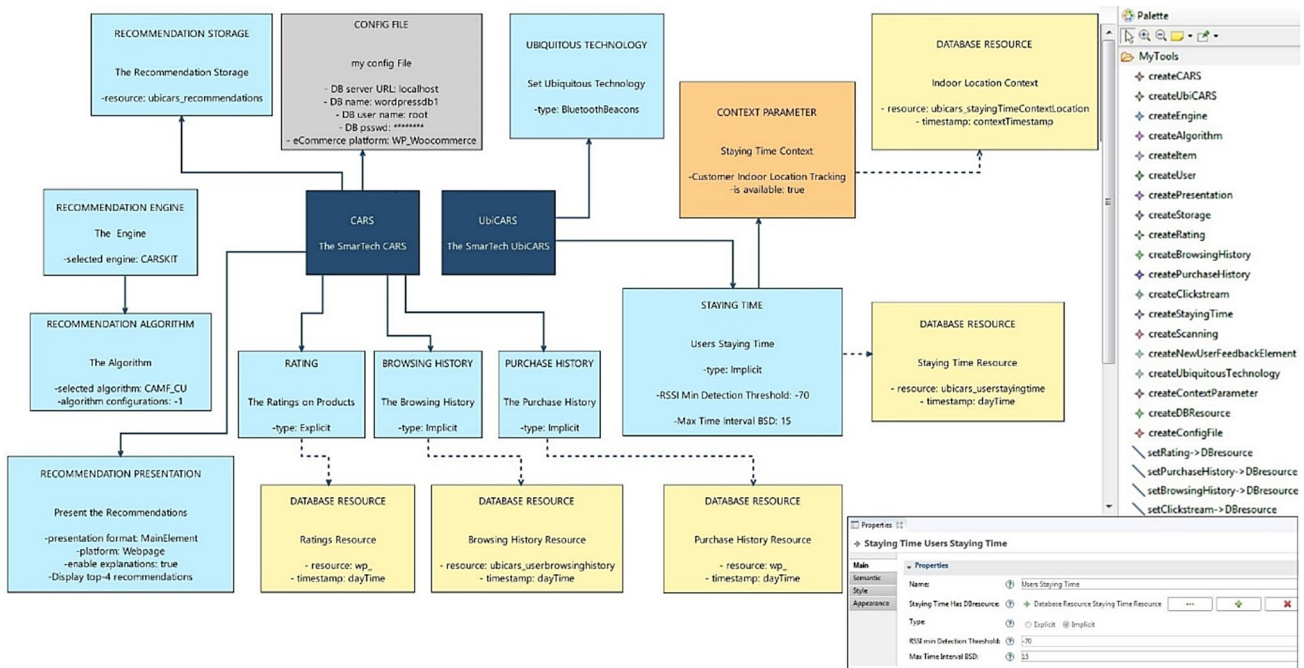 RECOMMENDATION STORAGE
The Recommendation Storage
-resource: ubicars_recommendations
CONFIG FILE
my config File
- DB server URL: localhost
- DB name: wordpressdb1
- DB user name: root
- DB psswd: ********
- eCommerce platform: WP_Woocommerce
UBIQUITOUS TECHNOLOGY
Set Ubiquitous Technology
-type: BluetoothBeacons
CONTEXT PARAMETER
Staying Time Context
-Customer Indoor Location Tracking
-is available: true
DATABASE RESOURCE
Indoor Location Context
- resource: ubicars_stayingTimeContextLocation
- timestamp: contextTimestamp
RECOMMENDATION ENGINE
The Engine
-selected engine: CARSKIT
CARS
The SmarTech CARS
UbiCARS
The SmarTech UbiCARS
RECOMMENDATION ALGORITHM
The Algorithm
-selected algorithm: CAMF_CU
-algorithm configurations: -1
RATING
The Ratings on Products
-type: Explicit
BROWSING HISTORY
The Browsing History
-type: Implicit
PURCHASE HISTORY
The Purchase History
-type: Implicit
STAYING TIME
Users Staying Time
-type: Implicit
-RSSI Min Detection Threshold: -70
-Max Time Interval BSD: 15
DATABASE RESOURCE
Staying Time Resource
- resource: ubicars_userstayingtime
- timestamp: dayTime
RECOMMENDATION PRESENTATION
Present the Recommendations
-presentation format: MainElement
-platform: Webpage
-enable explanations: true
-Display top-4 recommendations
DATABASE RESOURCE
Ratings Resource
- resource: wp_
- timestamp: dayTime
DATABASE RESOURCE
Browsing History Resource
- resource: ubicars_userbrowsinghistory
- timestamp: dayTime
DATABASE RESOURCE
Purchase History Resource
- resource: wp_
- timestamp: dayTime
Palette
MyTools
createCARS
createUbiCARS
createEngine
createAlgorithm
createItem
createUser
createPresentation
createStorage
createRating
createBrowsingHistory
createPurchaseHistory
createClickstream
createStayingTime
createScanning
createNewUserFeedbackElement
createUbiquitousTechnology
createContextParameter
createDBResource
createConfigFile
setRating->DBresource
setPurchaseHistory->DBresource
setBrowsingHistory->DBresource
setClickstream->DBresource
Properties
Staying Time Users Staying Time
Main
Semantic
Style
Appearance
Properties
Name: Users Staying Time
Staying Time Has DBresource: Database Resource Staying Time Resource ...
Type: Explicit Implicit
RSSI min Detection Threshold: -70
Max Time Interval BSD: 15